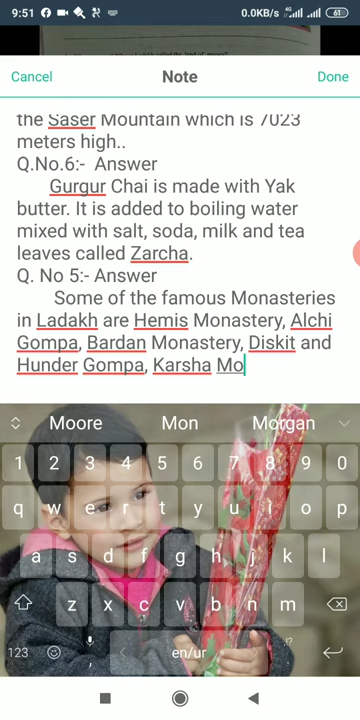 9:51
0.0KB/s 4G 61
Cancel Note Done
the Saser Mountain which is 7023
meters high..
Q.No.6:- Answer
Gurgur Chai is made with Yak
butter. It is added to boiling water
mixed with salt, soda, milk and tea
leaves called Zarcha.
Q. No 5:- Answer
Some of the famous Monasteries
in Ladakh are Hemis Monastery, Alchi
Gompa, Bardan Monastery, Diskit and
Hunder Gompa, Karsha Mo
Moore Mon Morgan
1 2 3 4 5 6 7 8 9 0
q w e r t y u i o p
a s d f g h j k l
z x c v b n m
123 , en/ur .,!?